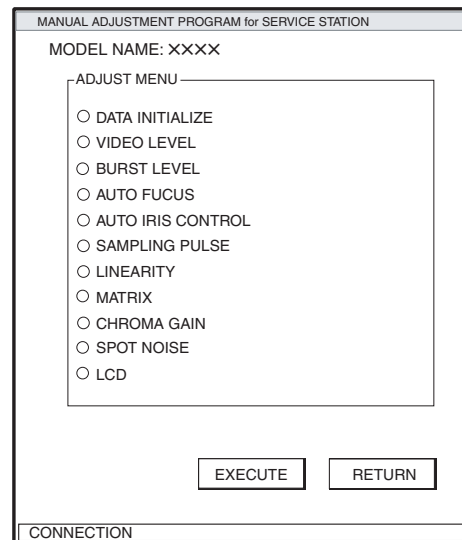 MANUAL ADJUSTMENT PROGRAM for SERVICE STATION
MODEL NAME: ××××
ADJUST MENU
DATA INITIALIZE
VIDEO LEVEL
BURST LEVEL
AUTO FUCUS
AUTO IRIS CONTROL
SAMPLING PULSE
LINEARITY
MATRIX
CHROMA GAIN
SPOT NOISE
LCD
EXECUTE RETURN
CONNECTION